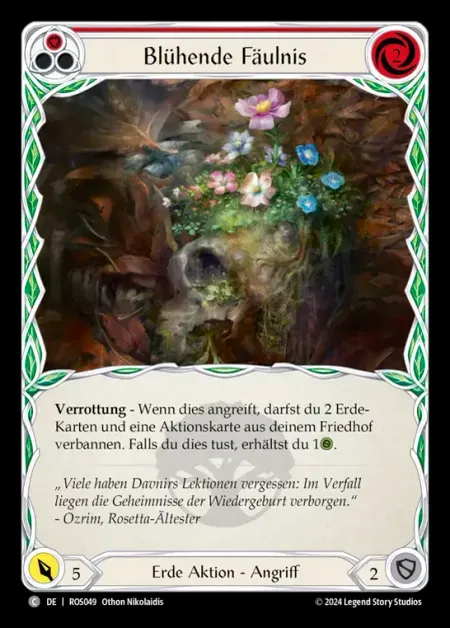 Blühende Fäulnis
2
Verrottung - Wenn dies angreift, darfst du 2 Erde-
Karten und eine Aktionskarte aus deinem Friedhof
verbannen. Falls du dies tust, erhältst du 1.
„Viele haben Davnirs Lektionen vergessen: Im Verfall
liegen die Geheimnisse der Wiedergeburt verborgen.“
- Ozrim, Rosetta-Ältester
5
Erde Aktion - Angriff
2
C DE | ROS049 Othon Nikolaidis
© 2024 Legend Story Studios